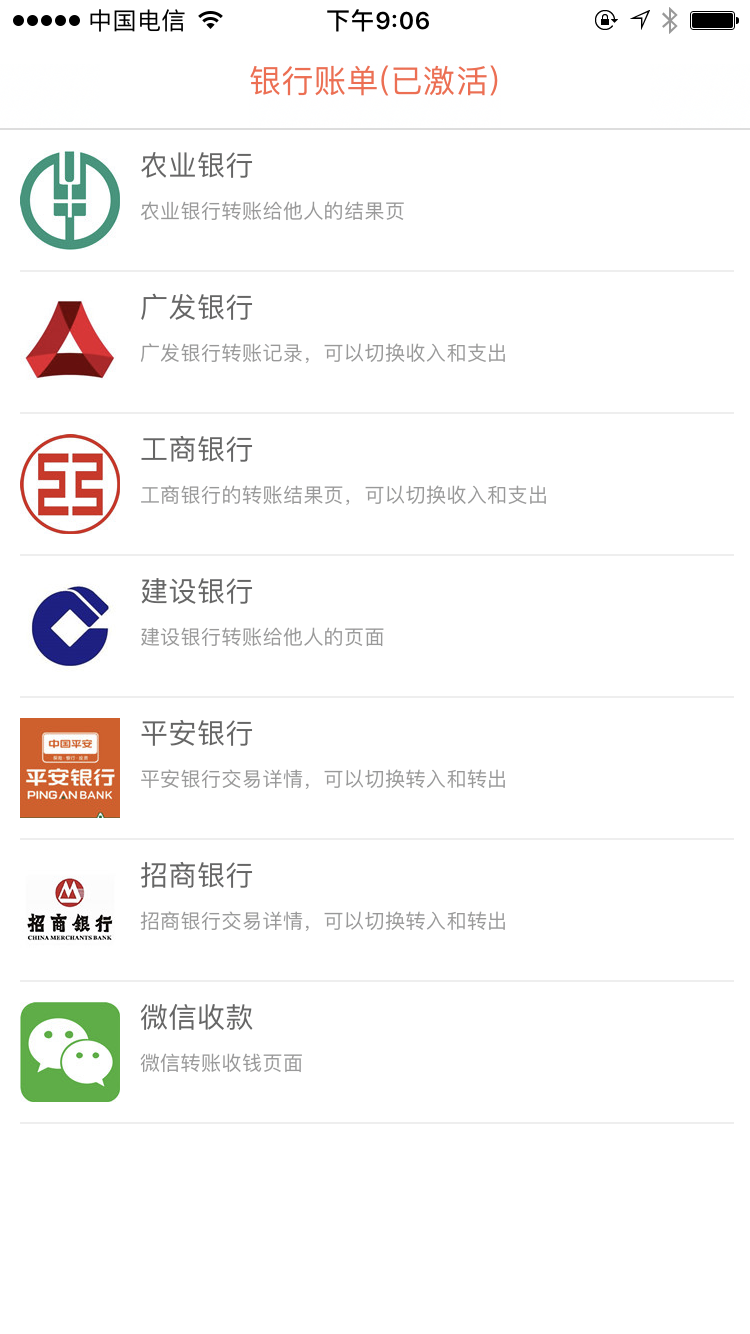 中国电信 下午9:06
银行账单(已激活)
农业银行
农业银行转账给他人的结果页
广发银行
广发银行转账记录，可以切换收入和支出
工商银行
工商银行的转账结果页，可以切换收入和支出
建设银行
建设银行转账给他人的页面
中国平安
平安银行
PINGAN BANK
平安银行
平安银行交易详情，可以切换转入和转出
招商银行
CHINA MERCHANTS BANK
招商银行
招商银行交易详情，可以切换转入和转出
微信收款
微信转账收钱页面